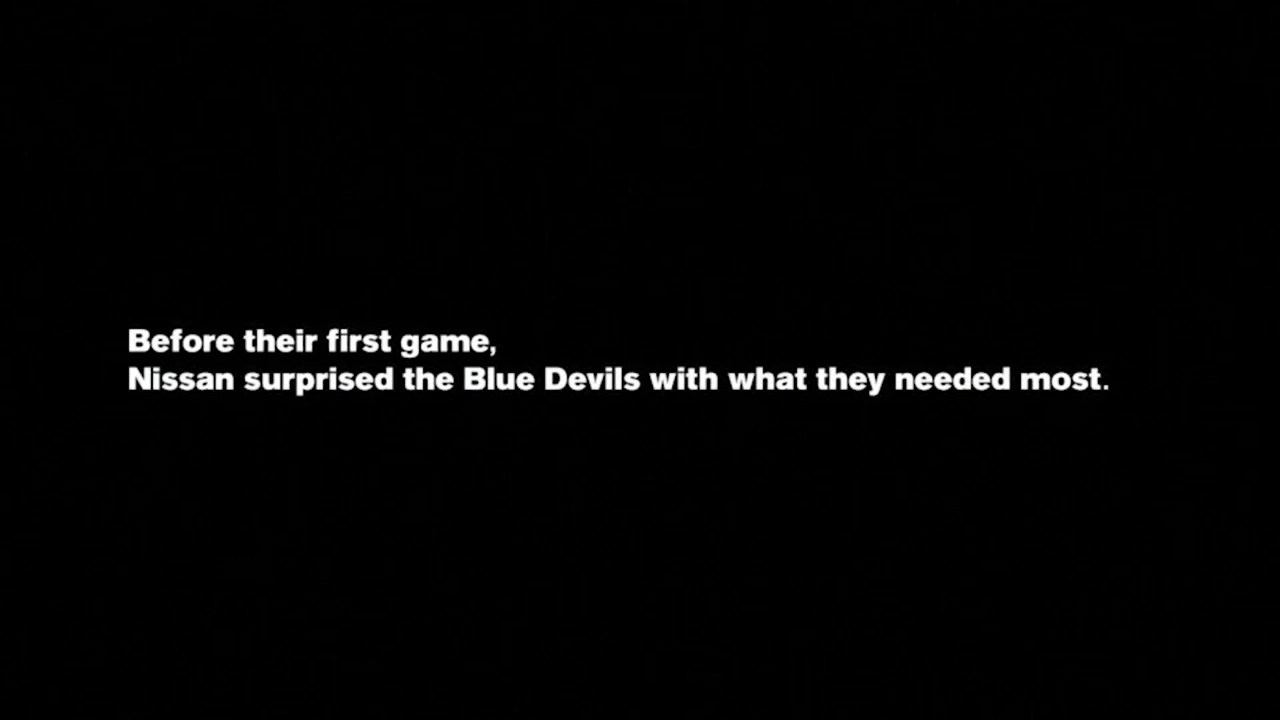 Before their first game,
Nissan surprised the Blue Devils with what they needed most.